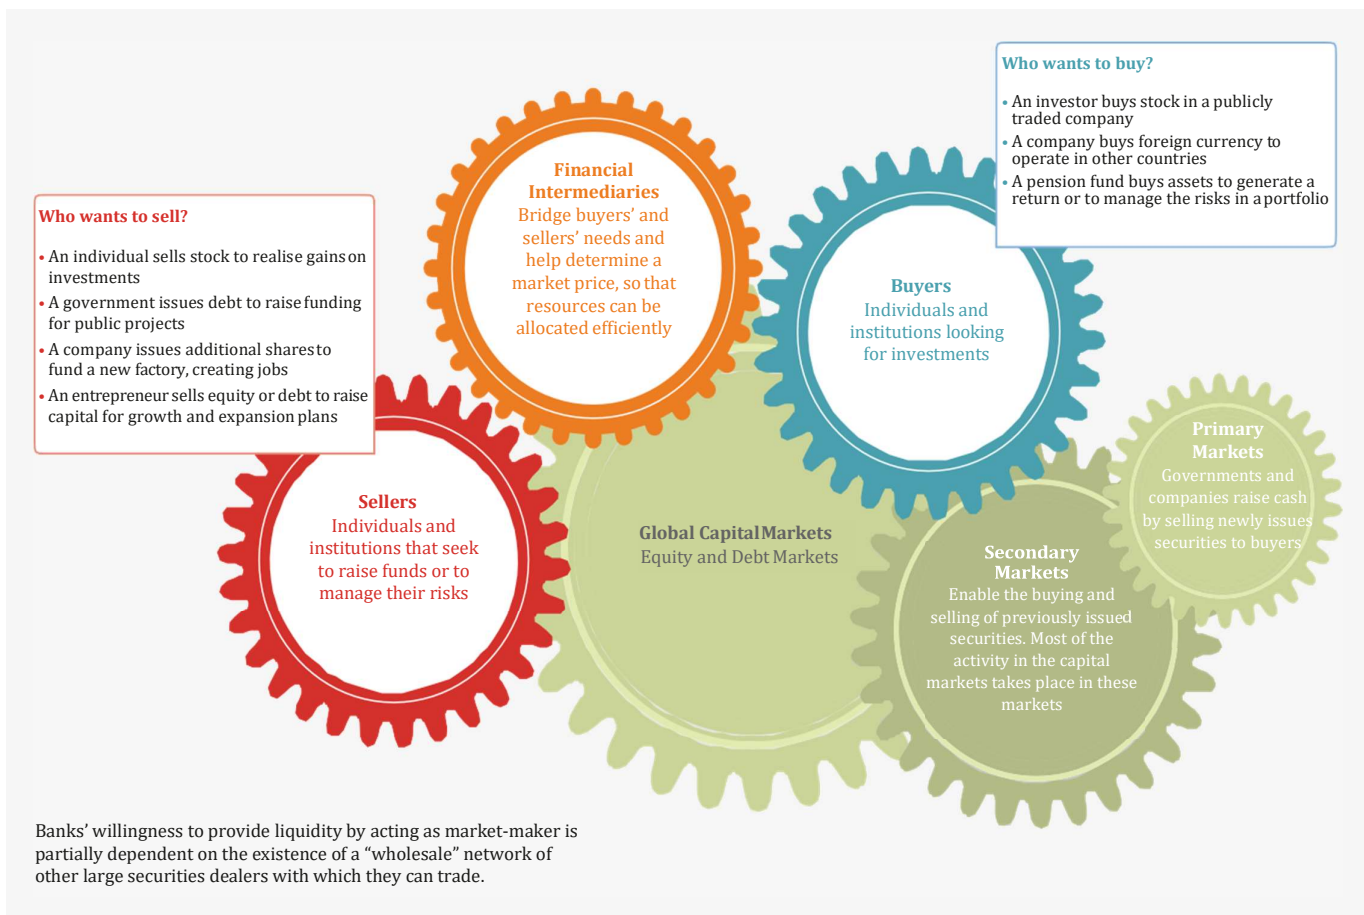 Who wants to buy?
• An investor buys stock in a publicly
traded company
• A company buys foreign currency to
operate in other countries
• A pension fund buys assets to generate a
return or to manage the risks in a portfolio
Financial
Intermediaries
Bridge buyers’ and
sellers’ needs and
help determine a
market price, so that
resources can be
allocated efficiently
Who wants to sell?
• An individual sells stock to realise gains on
investments
• A government issues debt to raise funding
for public projects
• A company issues additional shares to
fund a new factory, creating jobs
• An entrepreneur sells equity or debt to raise
capital for growth and expansion plans
Buyers
Individuals and
institutions looking
for investments
Primary
Markets
Governments and
companies raise cash
by selling newly issues
securities to buyers
Sellers
Individuals and
institutions that seek
to raise funds or to
manage their risks
Global Capital Markets
Equity and Debt Markets
Secondary
Markets
Enable the buying and
selling of previously issued
securities. Most of the
activity in the capital
markets takes place in these
markets
Banks’ willingness to provide liquidity by acting as market-maker is
partially dependent on the existence of a “wholesale” network of
other large securities dealers with which they can trade.